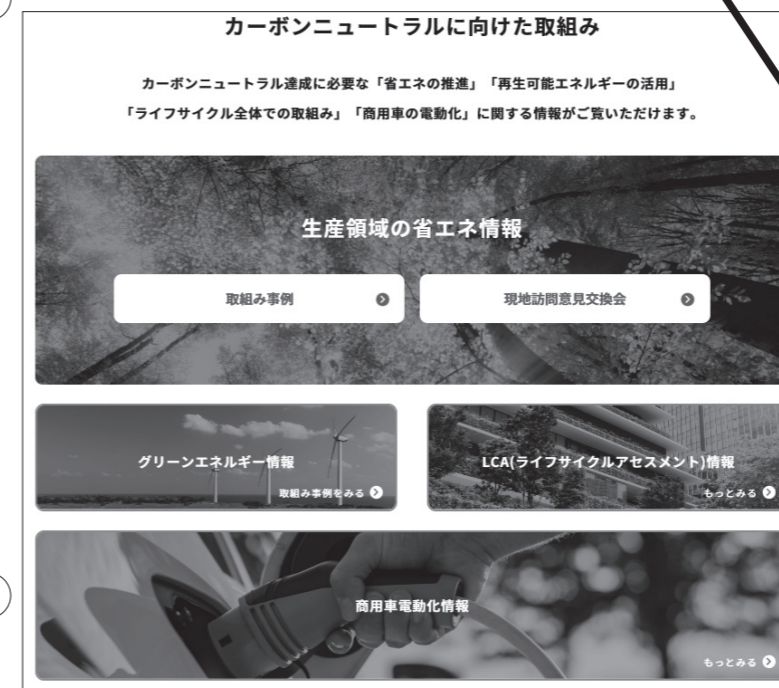 カーボンニュートラルに向けた取組み
カーボンニュートラル達成に必要な「省エネの推進」「再生可能エネルギーの活用」
「ライフサイクル全体での取組み」「商用車の電動化」に関する情報がご覧いただけます。
生産領域の省エネ情報
取組み事例
現地訪問意見交換会
グリーンエネルギー情報
取組み事例をみる
LCA(ライフサイクルアセスメント)情報
もっとみる
商用車電動化情報
もっとみる